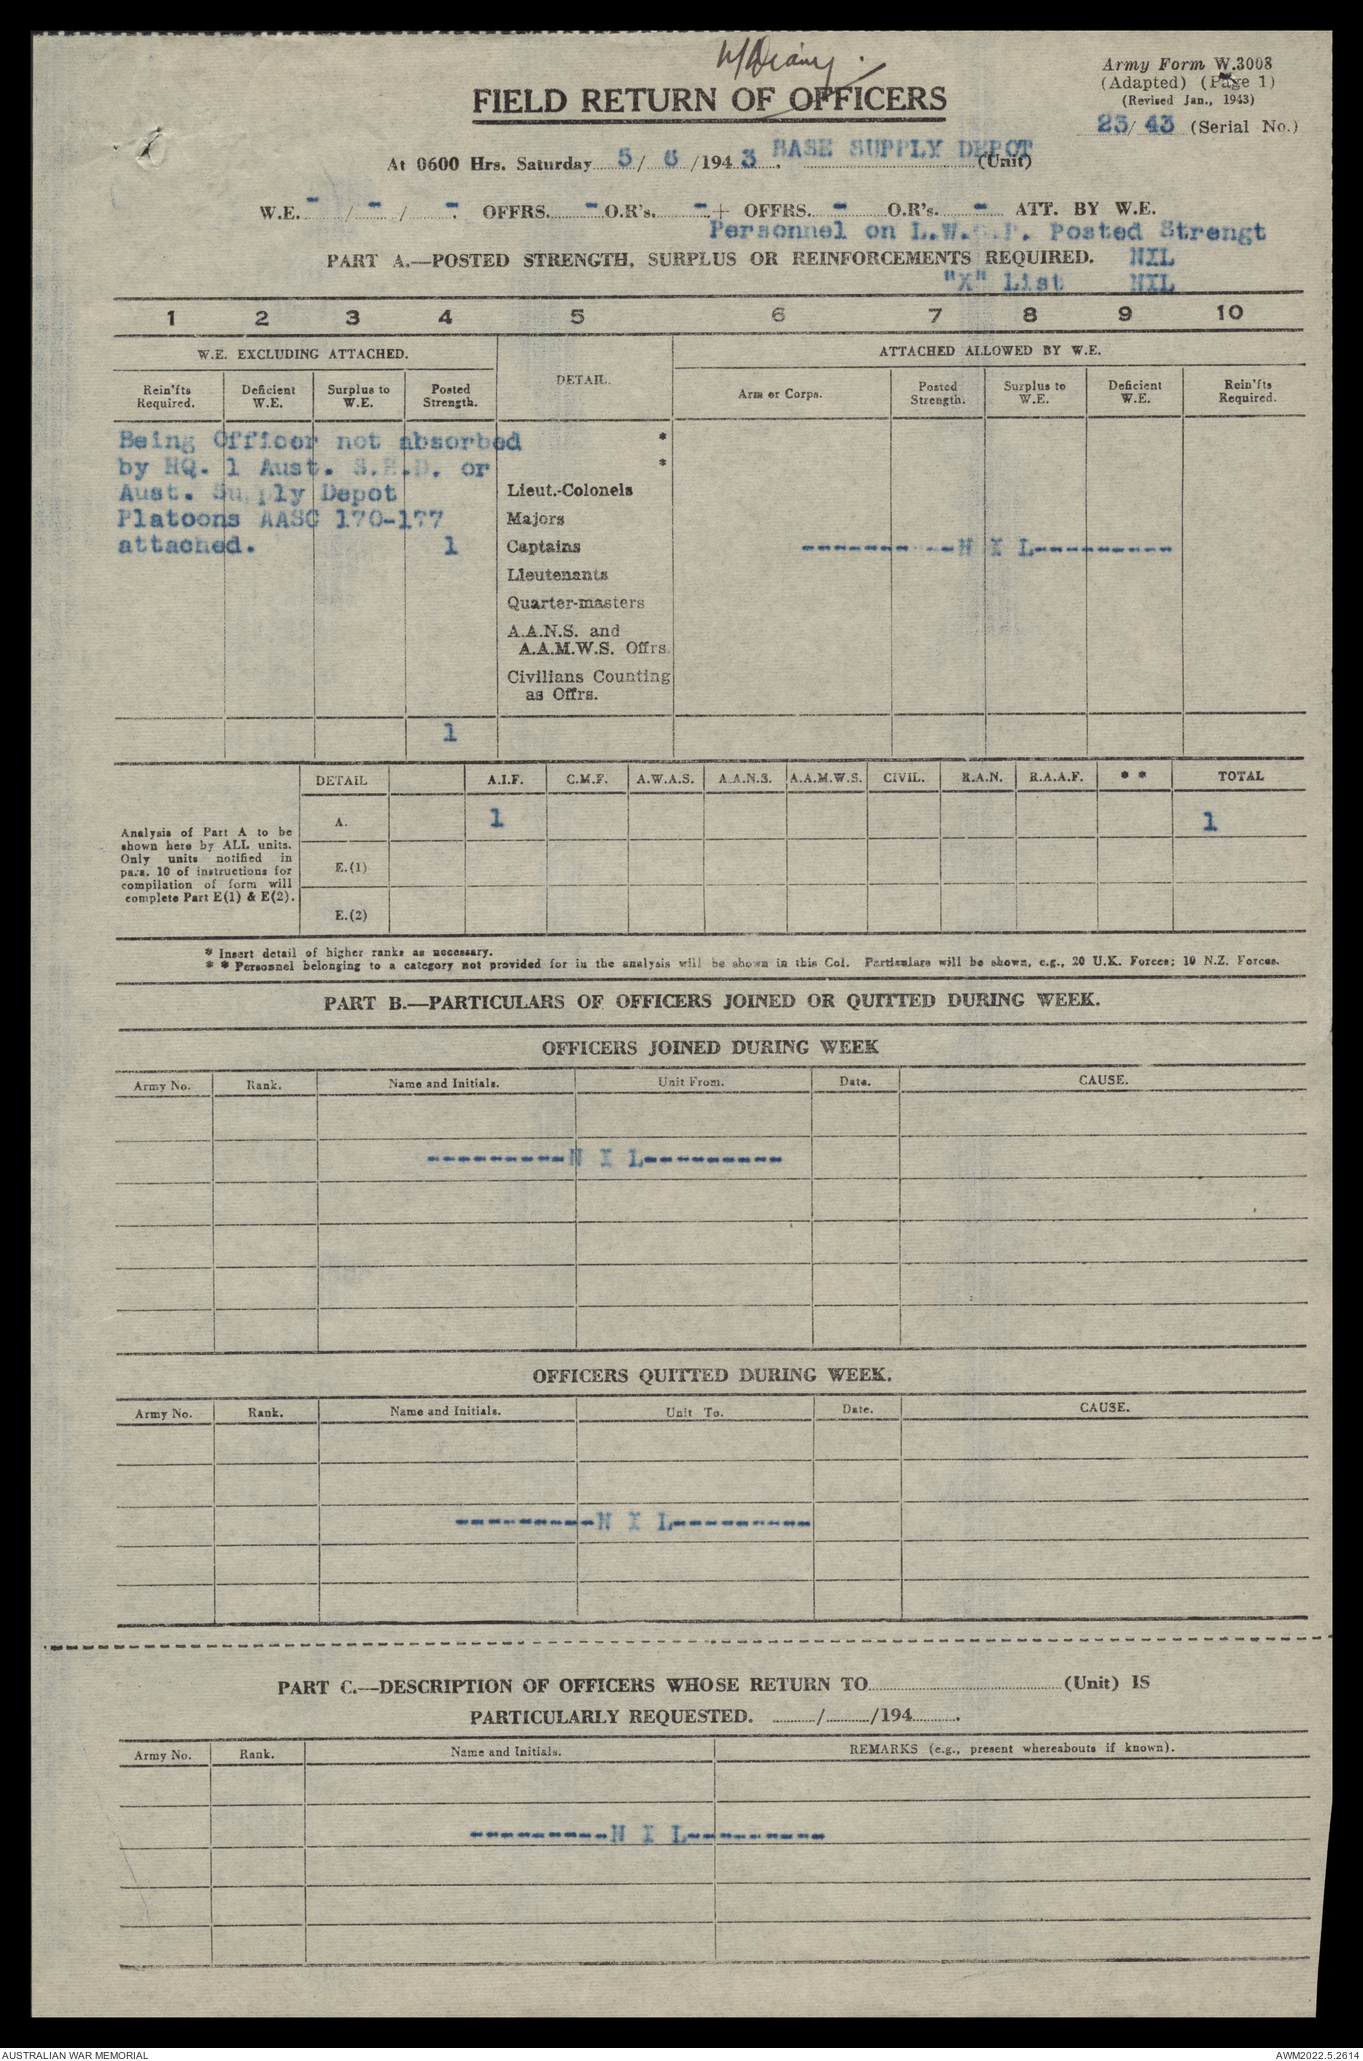 W/Diary.
Army Form W.3008
(Adapted) (Page 1)
(Revised Jan., 1943)
23/ 43 (Serial No.)
FIELD RETURN OF OFFICERS
At 0600 Hrs. Saturday 5/ 6 /194 3 . BASE SUPPLY DEPOT (Unit)
W.E. - / - / - . OFFRS. - O.R's. - + OFFRS. - O.R's. - ATT. BY W.E.
Personnel on L.W.O.P. Posted Strengt
PART A.—POSTED STRENGTH, SURPLUS OR REINFORCEMENTS REQUIRED. NIL
"X" List NIL
1 2 3 4 5 6 7 8 9 10
W.E. EXCLUDING ATTACHED. DETAIL. ATTACHED ALLOWED BY W.E.
Rein'fts Required. Deficient W.E. Surplus to W.E. Posted Strength. Arm or Corps. Posted Strength. Surplus to W.E. Deficient W.E. Rein'fts Required.
Being Officer not absorbed *
by HQ. 1 Aust. S.H.D. or *
Aust. Supply Depot Lieut.-Colonels
Platoons AASC 170-177 Majors
attached. 1 Captains ----------N I L----------
Lieutenants
Quarter-masters
A.A.N.S. and
A.A.M.W.S. Offrs.
Civilians Counting
as Offrs.
1
DETAIL A.I.F. C.M.F. A.W.A.S. A.A.N.S. A.A.M.W.S. CIVIL. R.A.N. R.A.A.F. * * TOTAL
A. 1 1
Analysis of Part A to be
shown here by ALL units.
Only units notified in
para. 10 of instructions for
compilation of form will
complete Part E(1) & E(2).
E.(1)
E.(2)
* Insert detail of higher ranks as necessary.
* * Personnel belonging to a category not provided for in the analysis will be shown in this Col. Particulars will be shown, e.g., 20 U.K. Forces; 10 N.Z. Forces.
PART B.—PARTICULARS OF OFFICERS JOINED OR QUITTED DURING WEEK.
OFFICERS JOINED DURING WEEK
Army No. Rank. Name and Initials. Unit From. Date. CAUSE.
----------N I L----------
OFFICERS QUITTED DURING WEEK.
Army No. Rank. Name and Initials. Unit To. Date. CAUSE.
----------N I L----------
PART C.—DESCRIPTION OF OFFICERS WHOSE RETURN TO (Unit) IS
PARTICULARLY REQUESTED. / /194 .
Army No. Rank. Name and Initials. REMARKS (e.g., present whereabouts if known).
----------N I L----------
AUSTRALIAN WAR MEMORIAL AWM2022.5.2614